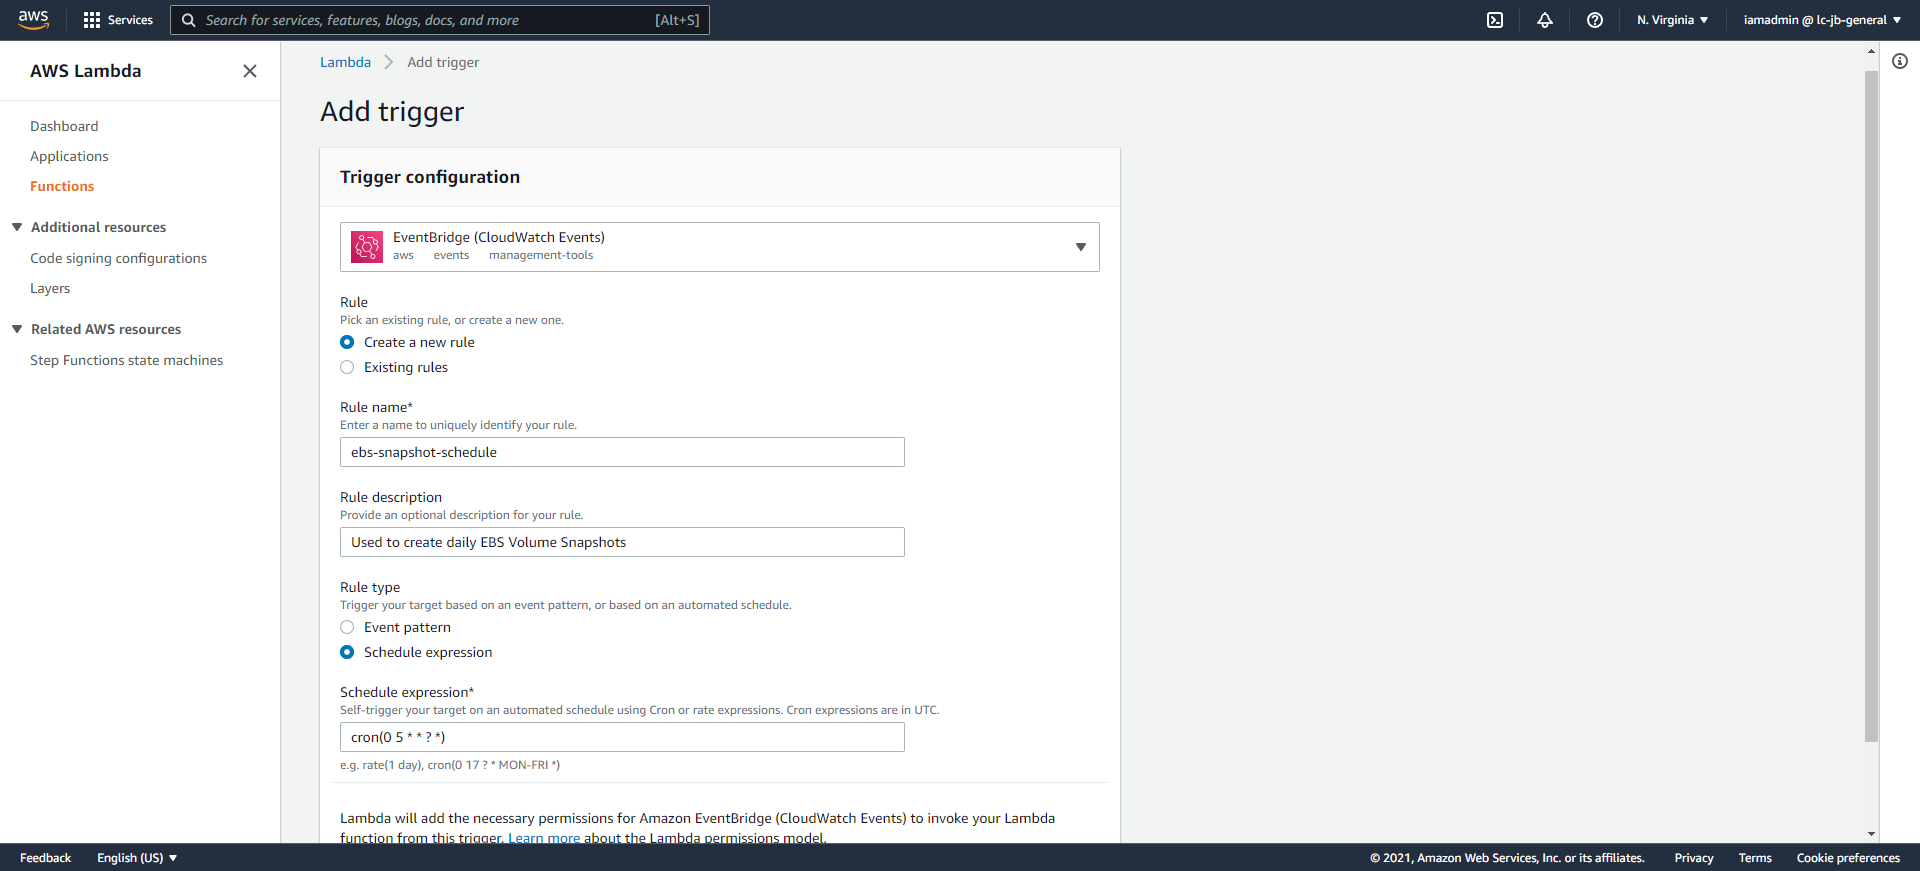 aws
Services
Search for services, features, blogs, docs, and more [Alt+S]
N. Virginia
iamadmin @ lc-jb-general
AWS Lambda
Dashboard
Applications
Functions
Additional resources
Code signing configurations
Layers
Related AWS resources
Step Functions state machines
Lambda Add trigger
Add trigger
Trigger configuration
EventBridge (CloudWatch Events)
aws events management-tools
Rule
Pick an existing rule, or create a new one.
Create a new rule
Existing rules
Rule name*
Enter a name to uniquely identify your rule.
ebs-snapshot-schedule
Rule description
Provide an optional description for your rule.
Used to create daily EBS Volume Snapshots
Rule type
Trigger your target based on an event pattern, or based on an automated schedule.
Event pattern
Schedule expression
Schedule expression*
Self-trigger your target on an automated schedule using Cron or rate expressions. Cron expressions are in UTC.
cron(0 5 * * ? *)
e.g. rate(1 day), cron(0 17 ? * MON-FRI *)
Lambda will add the necessary permissions for Amazon EventBridge (CloudWatch Events) to invoke your Lambda
function from this trigger. Learn more about the Lambda permissions model.
Feedback
English (US)
© 2021, Amazon Web Services, Inc. or its affiliates.
Privacy
Terms
Cookie preferences